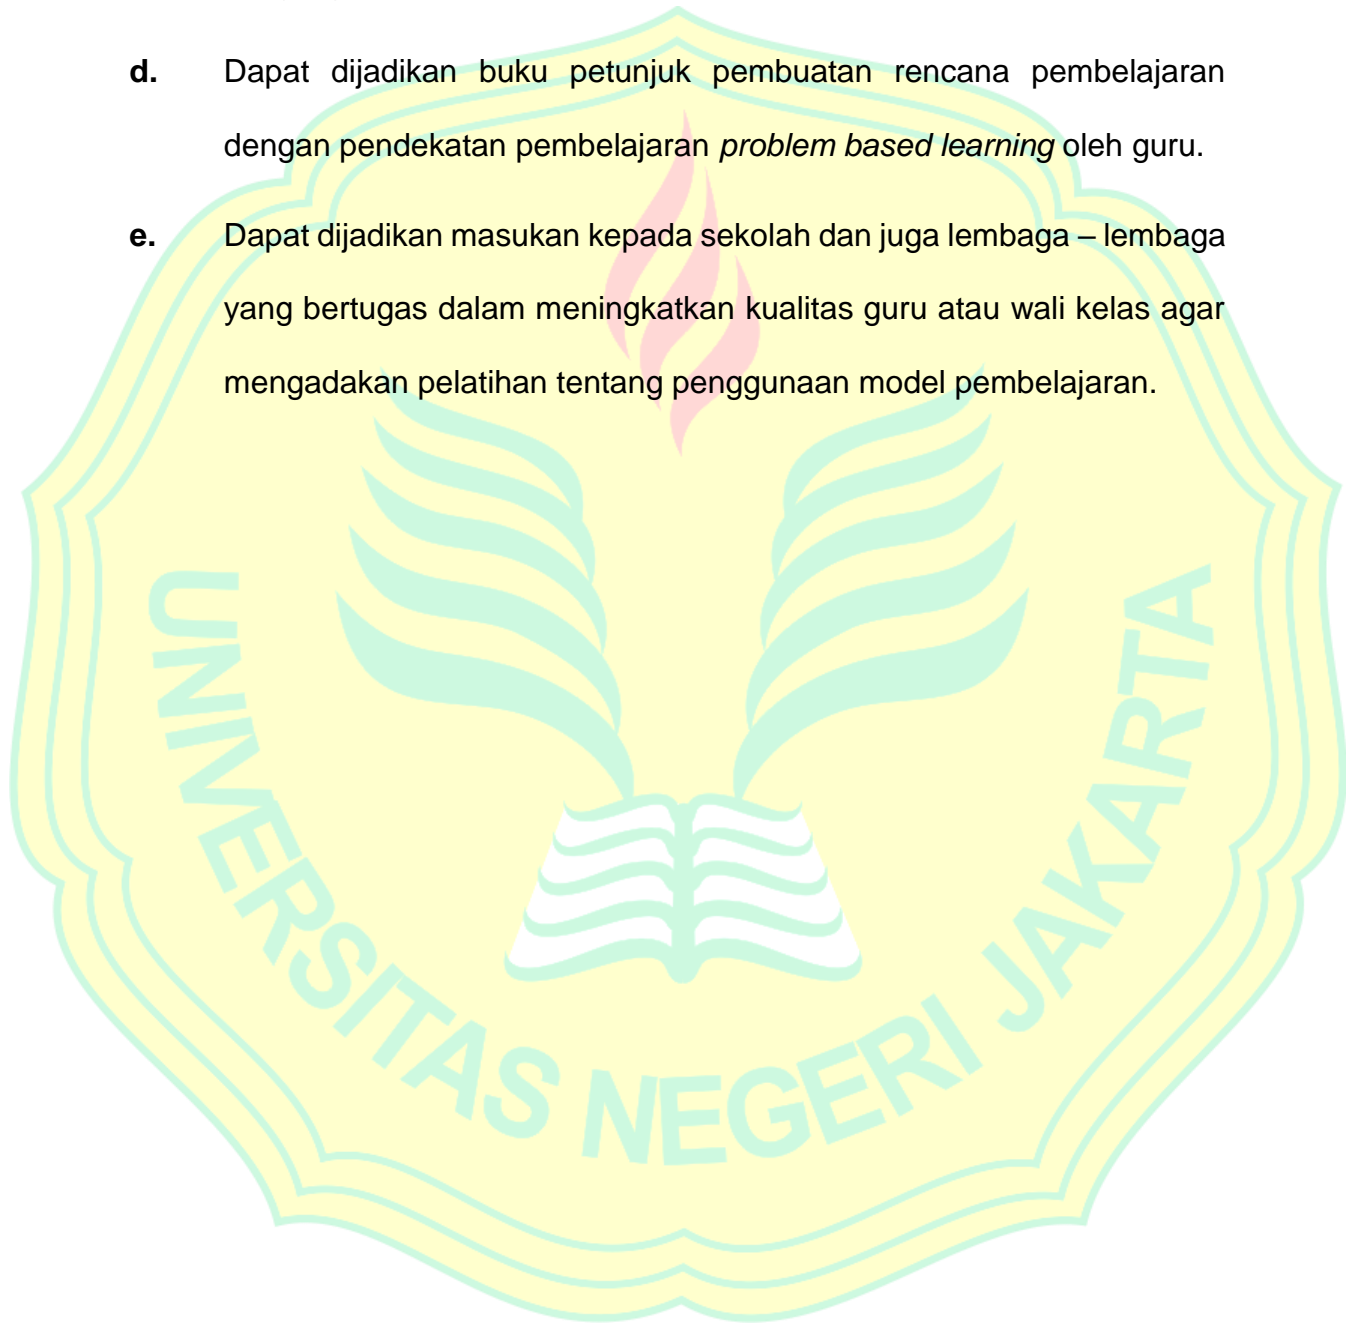 d. Dapat dijadikan buku petunjuk pembuatan rencana pembelajaran
dengan pendekatan pembelajaran problem based learning oleh guru.
e. Dapat dijadikan masukan kepada sekolah dan juga lembaga – lembaga
yang bertugas dalam meningkatkan kualitas guru atau wali kelas agar
mengadakan pelatihan tentang penggunaan model pembelajaran.
UNIVERSITAS NEGERI JAKARTA